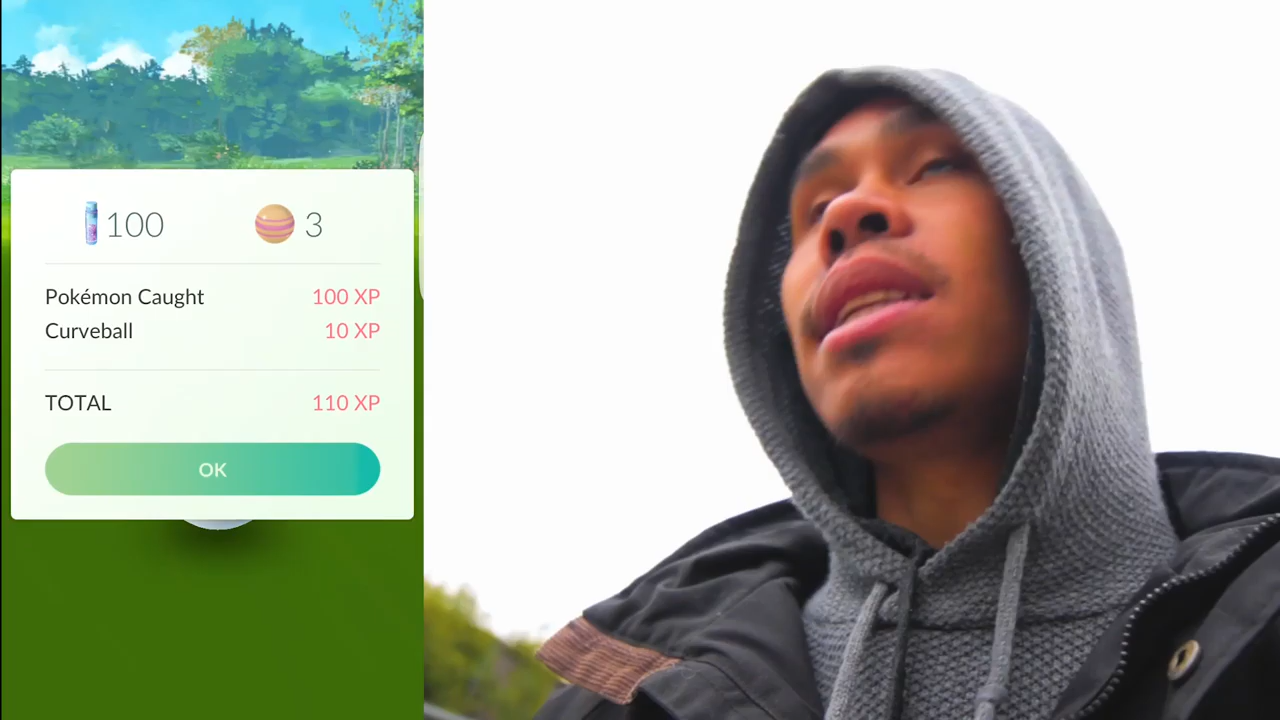 100 3
Pokémon Caught 100 XP
Curveball 10 XP
TOTAL 110 XP
OK